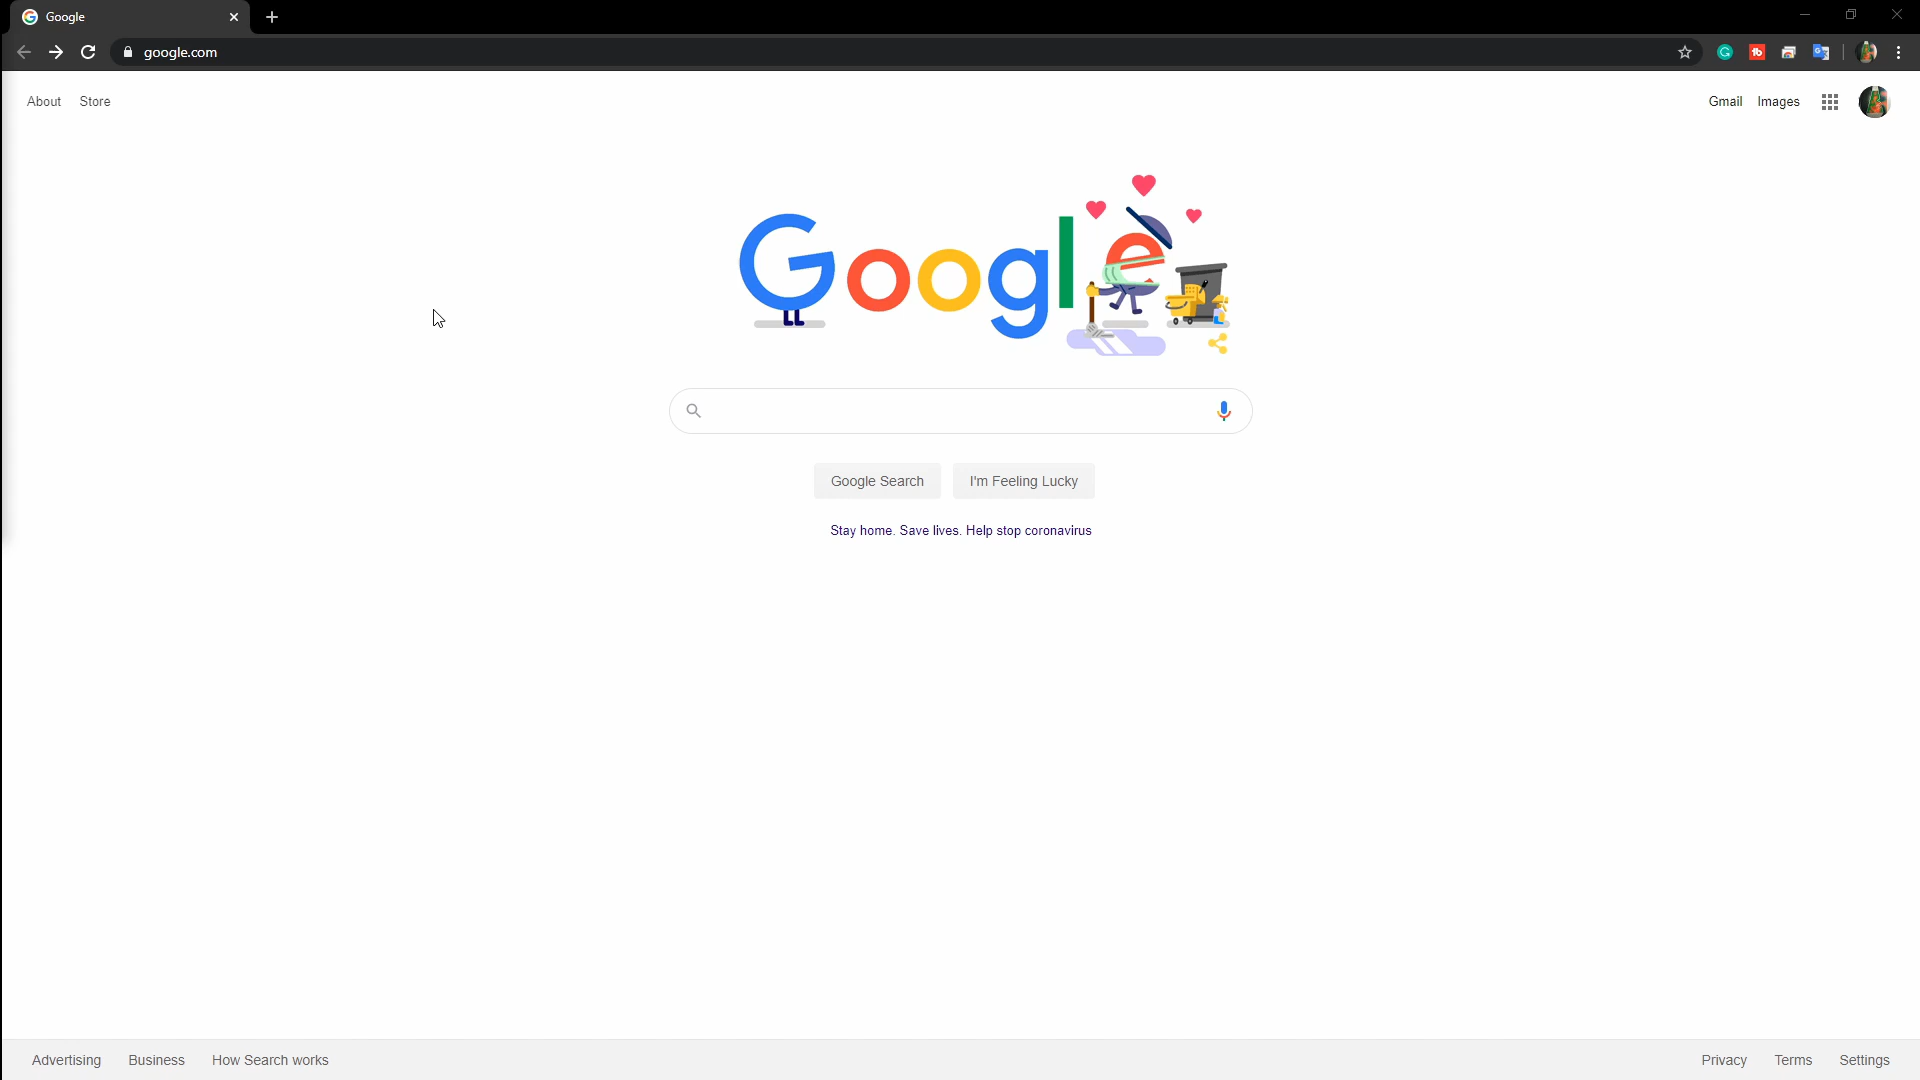 Google
google.com
About Store
Gmail Images
Google
Google Search I'm Feeling Lucky
Stay home. Save lives. Help stop coronavirus
Advertising Business How Search works
Privacy Terms Settings